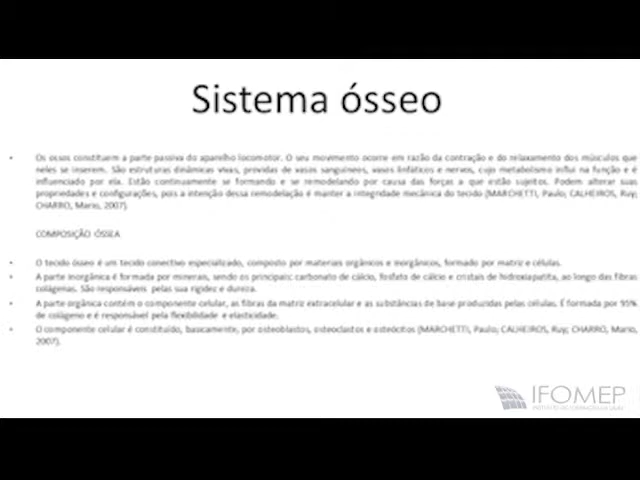 Sistema ósseo
• Os ossos constituem a parte passiva do aparelho locomotor. O seu movimento ocorre em razão da contração e do relaxamento dos músculos que
neles se inserem. São estruturas dinâmicas vivas, providas de vasos sanguíneos, vasos linfáticos e nervos, cujo metabolismo influi na função e é
influenciado por ela. Estão continuamente se formando e se remodelando por causa das forças a que estão sujeitos. Podem alterar suas
propriedades e configurações, pois a intenção dessa remodelação é manter a integridade mecânica do tecido (MARCHETTI, Paulo; CALHEIROS, Ruy;
CHARRO, Mario, 2007).
COMPOSIÇÃO ÓSSEA
• O tecido ósseo é um tecido conectivo especializado, composto por materiais orgânicos e inorgânicos, formado por matriz e células.
• A parte inorgânica é formada por minerais, sendo os principais: carbonato de cálcio, fosfato de cálcio e cristais de hidroxiapatita, ao longo das fibras
colágenas. São responsáveis pela sua rigidez e dureza.
• A parte orgânica contém o componente celular, as fibras da matriz extracelular e as substâncias de base produzidas pelas células. É formada por 95%
de colágeno e é responsável pela flexibilidade e elasticidade.
• O componente celular é constituído, basicamente, por osteoblastos, osteoclastos e osteócitos (MARCHETTI, Paulo; CALHEIROS, Ruy; CHARRO, Mario,
2007).
IFOMEP